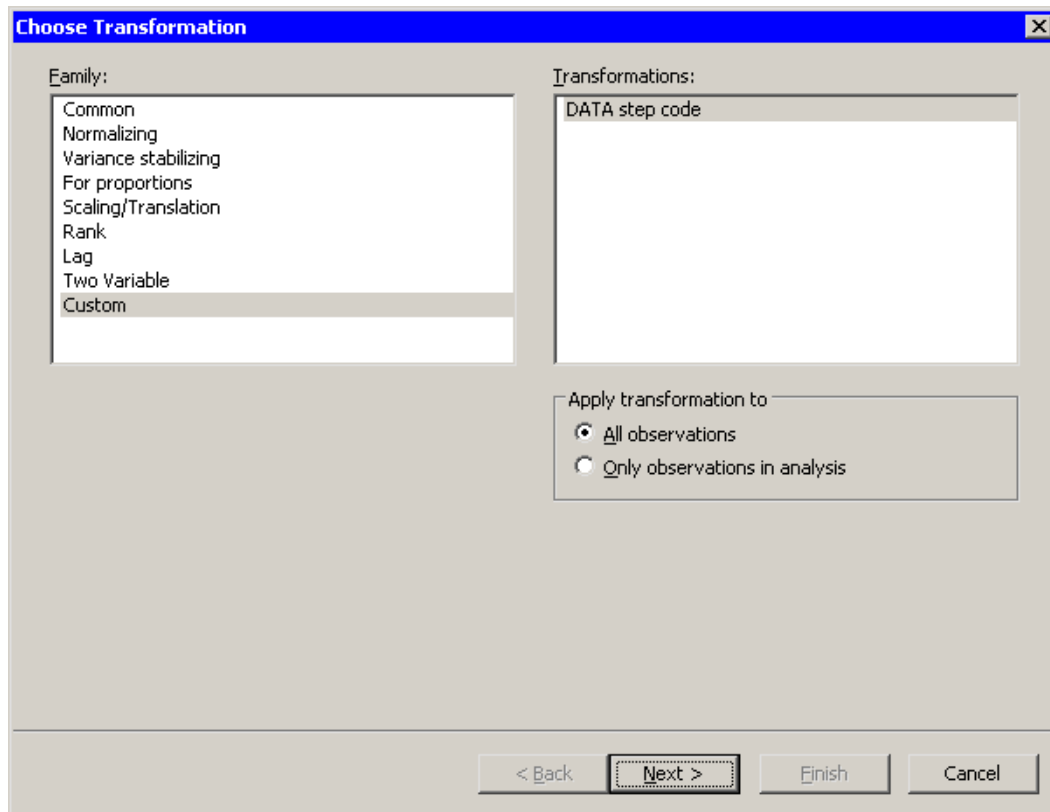 Choose Transformation
Family:
Common
Normalizing
Variance stabilizing
For proportions
Scaling/Translation
Rank
Lag
Two Variable
Custom
Transformations:
DATA step code
Apply transformation to
All observations
Only observations in analysis
< Back
Next >
Finish
Cancel